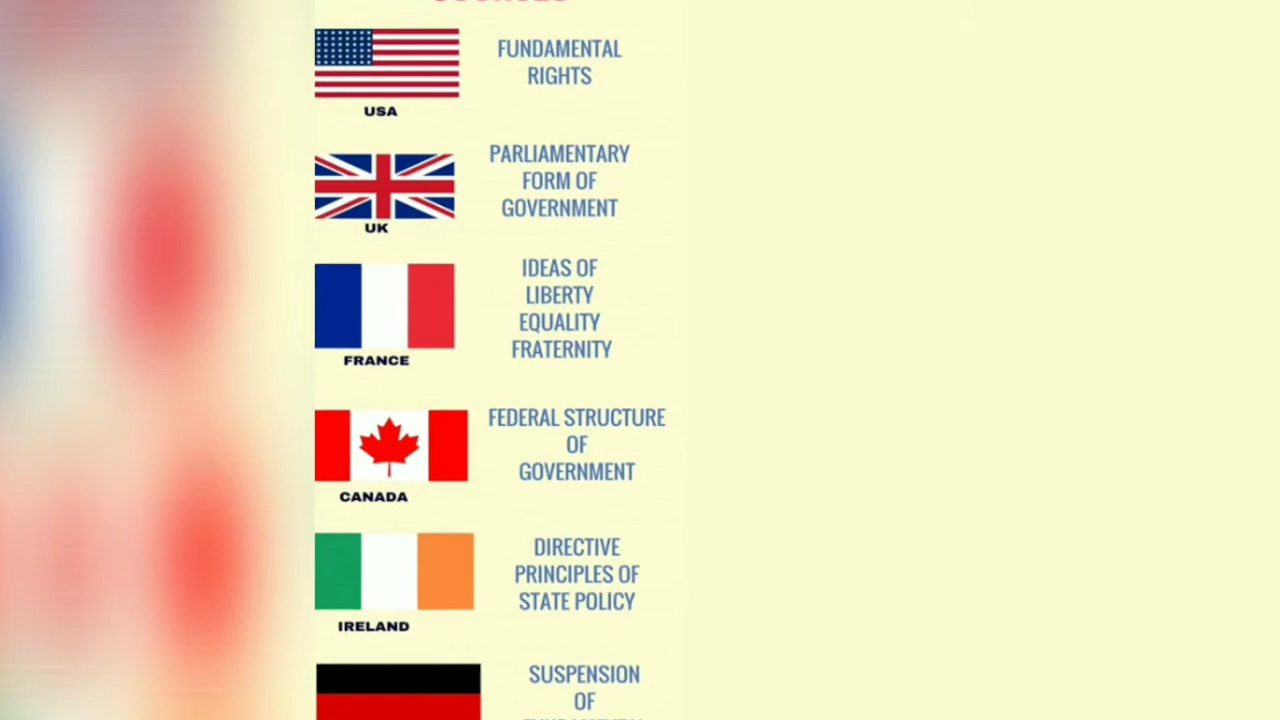 FUNDAMENTAL
RIGHTS
USA
PARLIAMENTARY
FORM OF
GOVERNMENT
UK
IDEAS OF
LIBERTY
EQUALITY
FRATERNITY
FRANCE
FEDERAL STRUCTURE
OF
GOVERNMENT
CANADA
DIRECTIVE
PRINCIPLES OF
STATE POLICY
IRELAND
SUSPENSION
OF